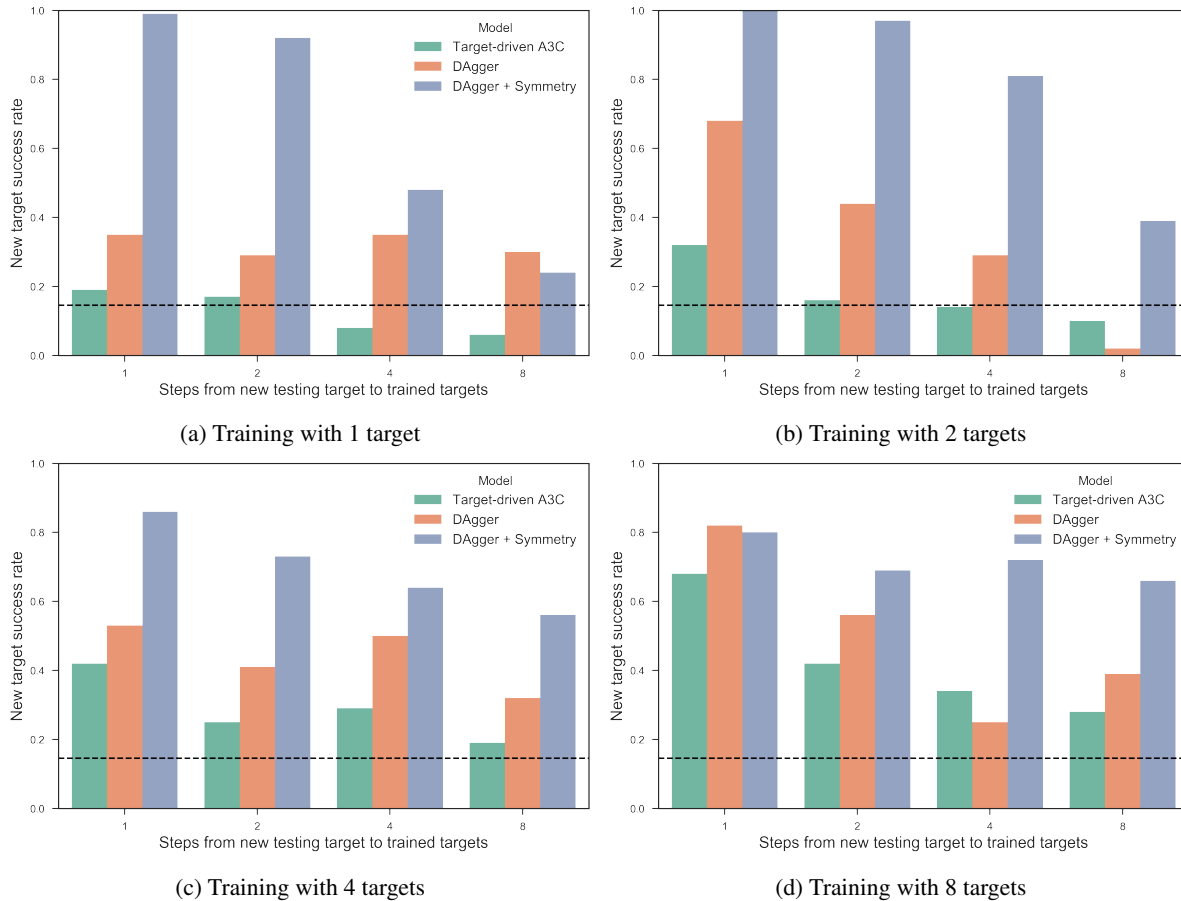 1.0
0.8
0.6
0.4
0.2
0.0
New target success rate
Model
Target-driven A3C
DAgger
DAgger + Symmetry
1 2 4 8
Steps from new testing target to trained targets
(a) Training with 1 target
1.0
0.8
0.6
0.4
0.2
0.0
New target success rate
1 2 4 8
Steps from new testing target to trained targets
(b) Training with 2 targets
1.0
0.8
0.6
0.4
0.2
0.0
New target success rate
Model
Target-driven A3C
DAgger
DAgger + Symmetry
1 2 4 8
Steps from new testing target to trained targets
(c) Training with 4 targets
1.0
0.8
0.6
0.4
0.2
0.0
New target success rate
Model
Target-driven A3C
DAgger
DAgger + Symmetry
1 2 4 8
Steps from new testing target to trained targets
(d) Training with 8 targets